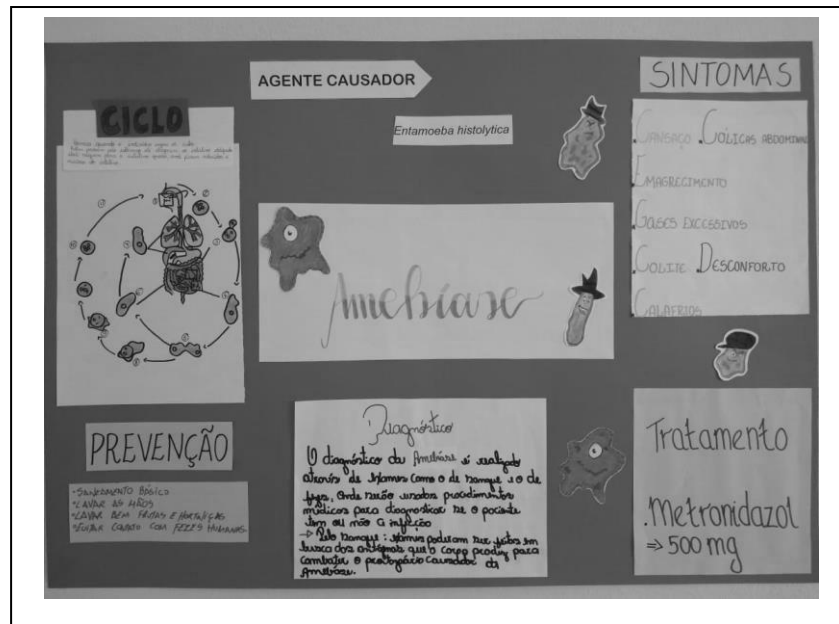 CICLO
AGENTE CAUSADOR
Entamoeba histolytica
SINTOMAS
.CANSAÇO .CÓLICAS ABDOMINAIS
.EMAGRECIMENTO
.GASES EXCESSIVOS
.COLITE .DESCONFORTO
.CALAFRIOS
Amebíase
PREVENÇÃO
•SANEAMENTO BÁSICO
•LAVAR AS MÃOS
•LAVAR BEM FRUTAS E HORTALIÇAS
•EVITAR CONTATO COM FEZES HUMANAS
Diagnóstico
O diagnóstico da Amebíase é realizado
através de exames como o de sangue e o de
fezes, onde serão usados procedimentos
médicos para diagnosticar se o paciente
tem ou não a infecção
→ Pelo sangue: exames poderam ser feitos em
busca dos antígenos que o corpo produz para
combater o protozoário causador da
Amebíase.
Tratamento
.Metronidazol
⇒ 500 mg